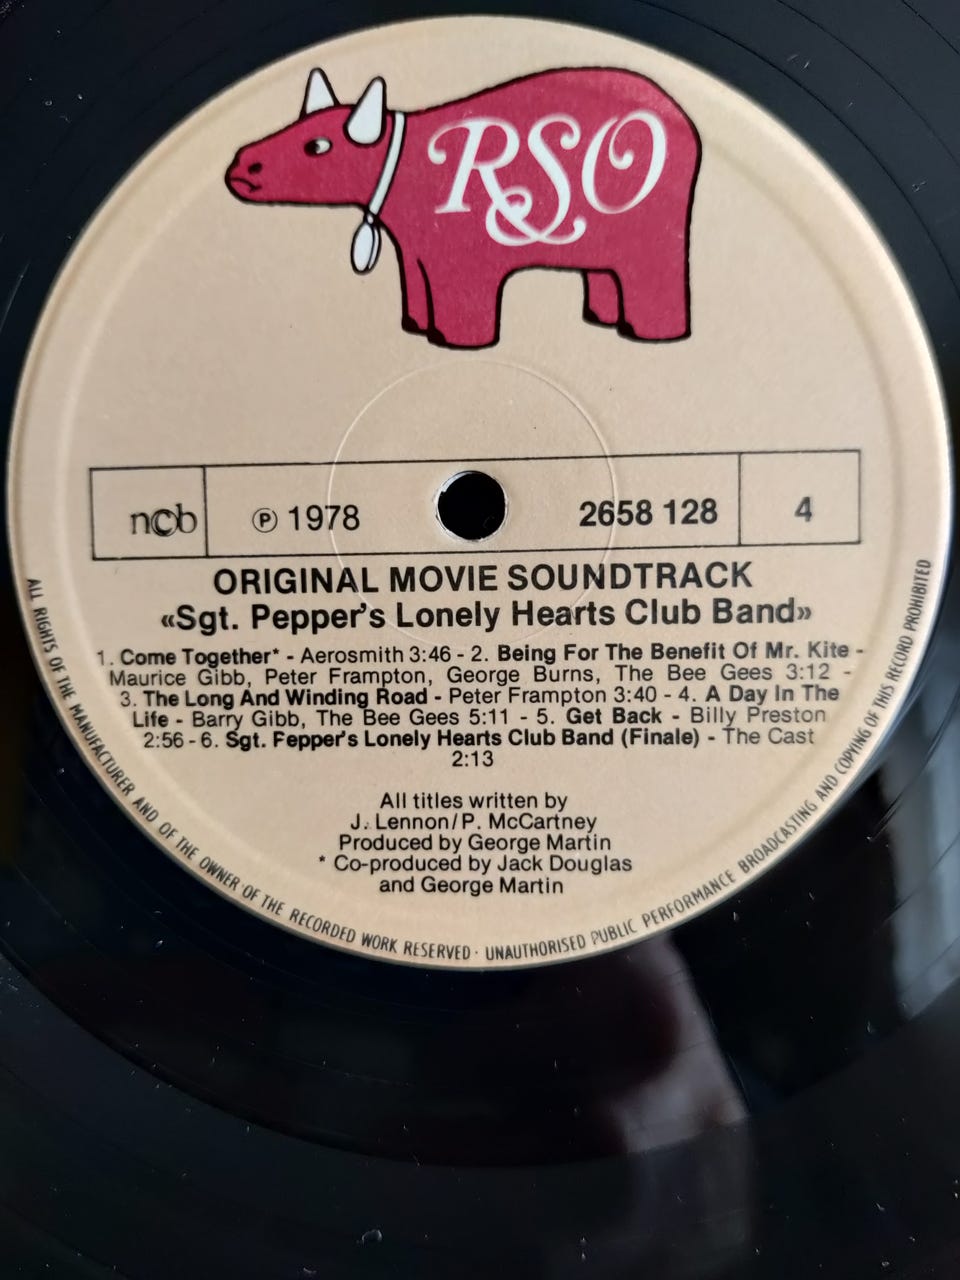 RSO
ncb ℗ 1978 2658 128 4
ORIGINAL MOVIE SOUNDTRACK
«Sgt. Pepper's Lonely Hearts Club Band»
1. Come Together* - Aerosmith 3:46 - 2. Being For The Benefit Of Mr. Kite -
Maurice Gibb, Peter Frampton, George Burns, The Bee Gees 3:12 -
3. The Long And Winding Road - Peter Frampton 3:40 - 4. A Day In The
Life - Barry Gibb, The Bee Gees 5:11 - 5. Get Back - Billy Preston
2:56 - 6. Sgt. Pepper's Lonely Hearts Club Band (Finale) - The Cast
2:13
All titles written by
J. Lennon/P. McCartney
Produced by George Martin
* Co-produced by Jack Douglas
and George Martin
ALL RIGHTS OF THE MANUFACTURER AND OF THE OWNER OF THE RECORDED WORK RESERVED · UNAUTHORISED PUBLIC PERFORMANCE BROADCASTING AND COPYING OF THIS RECORD PROHIBITED